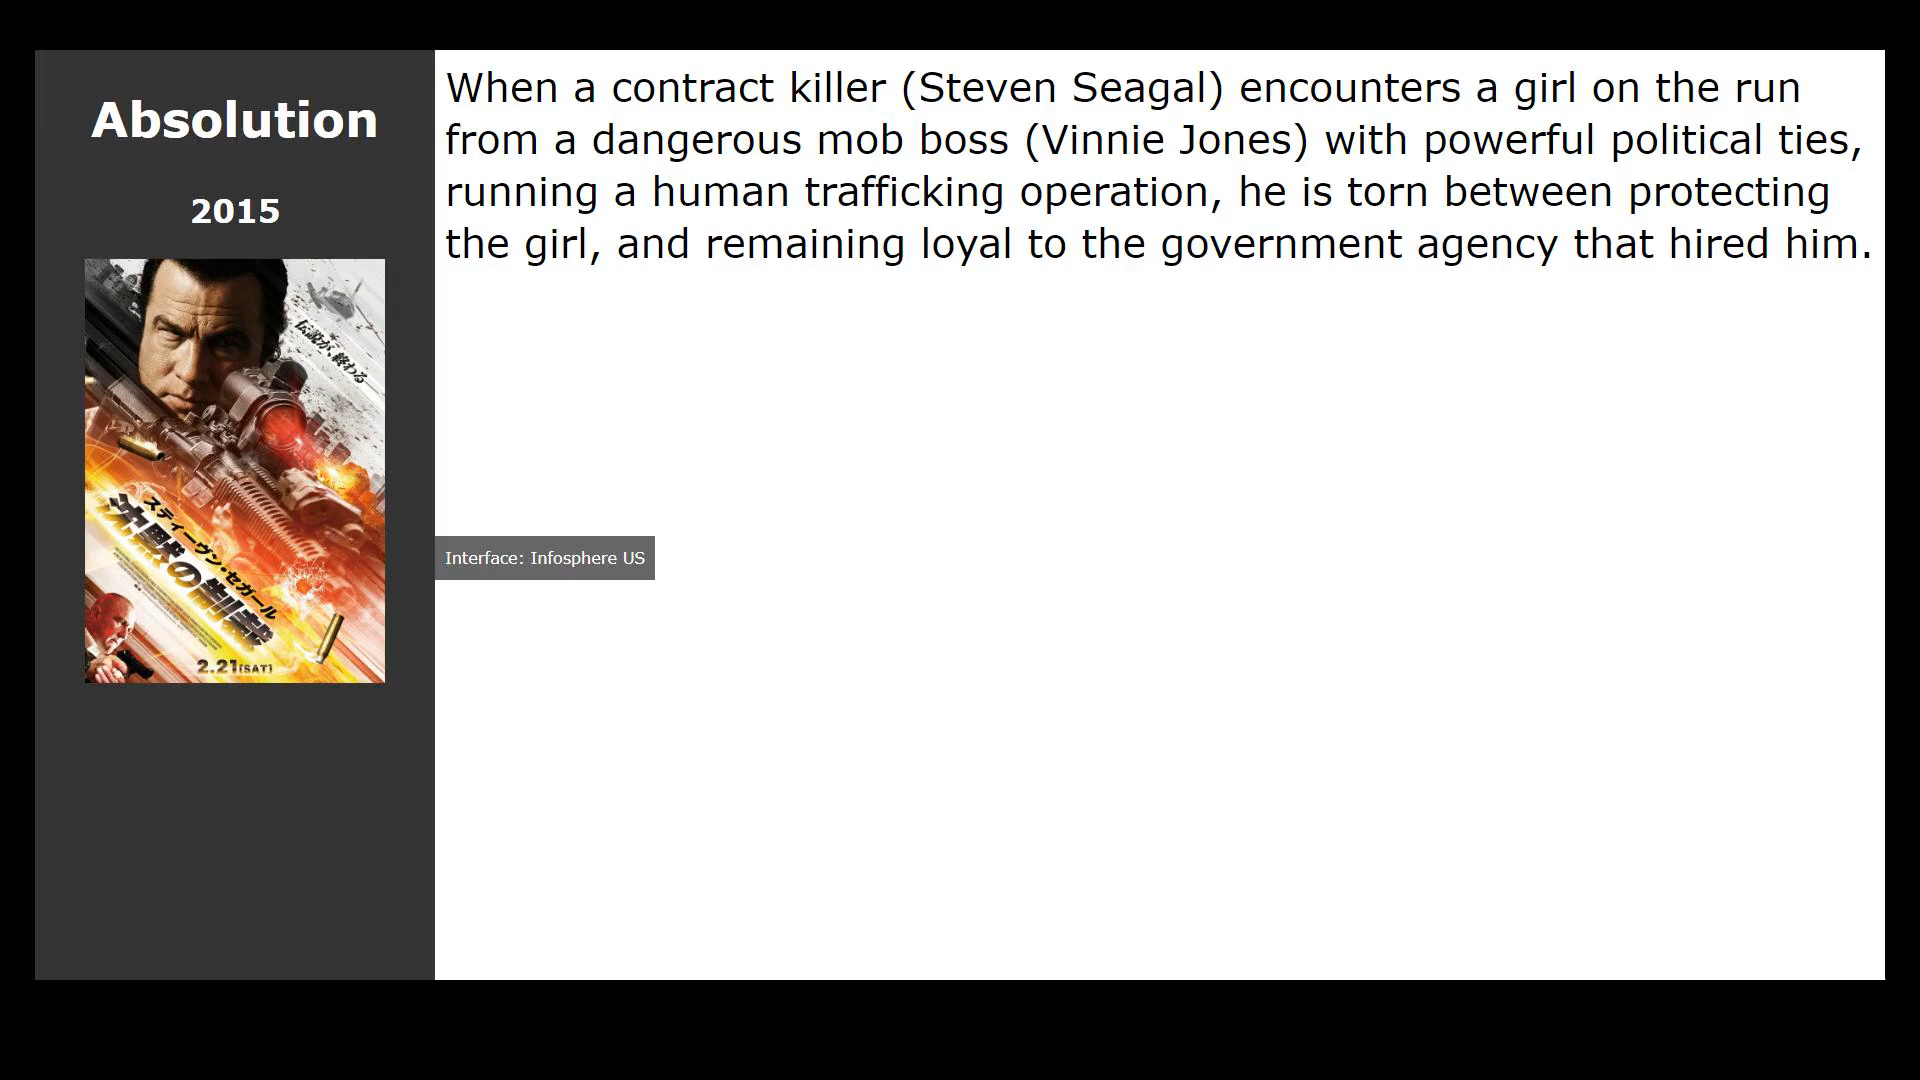 Absolution
2015
伝説が、終わる
スティーヴン・セガール
沈黙の制裁
2.21[SAT]
When a contract killer (Steven Seagal) encounters a girl on the run
from a dangerous mob boss (Vinnie Jones) with powerful political ties,
running a human trafficking operation, he is torn between protecting
the girl, and remaining loyal to the government agency that hired him.
Interface: Infosphere US